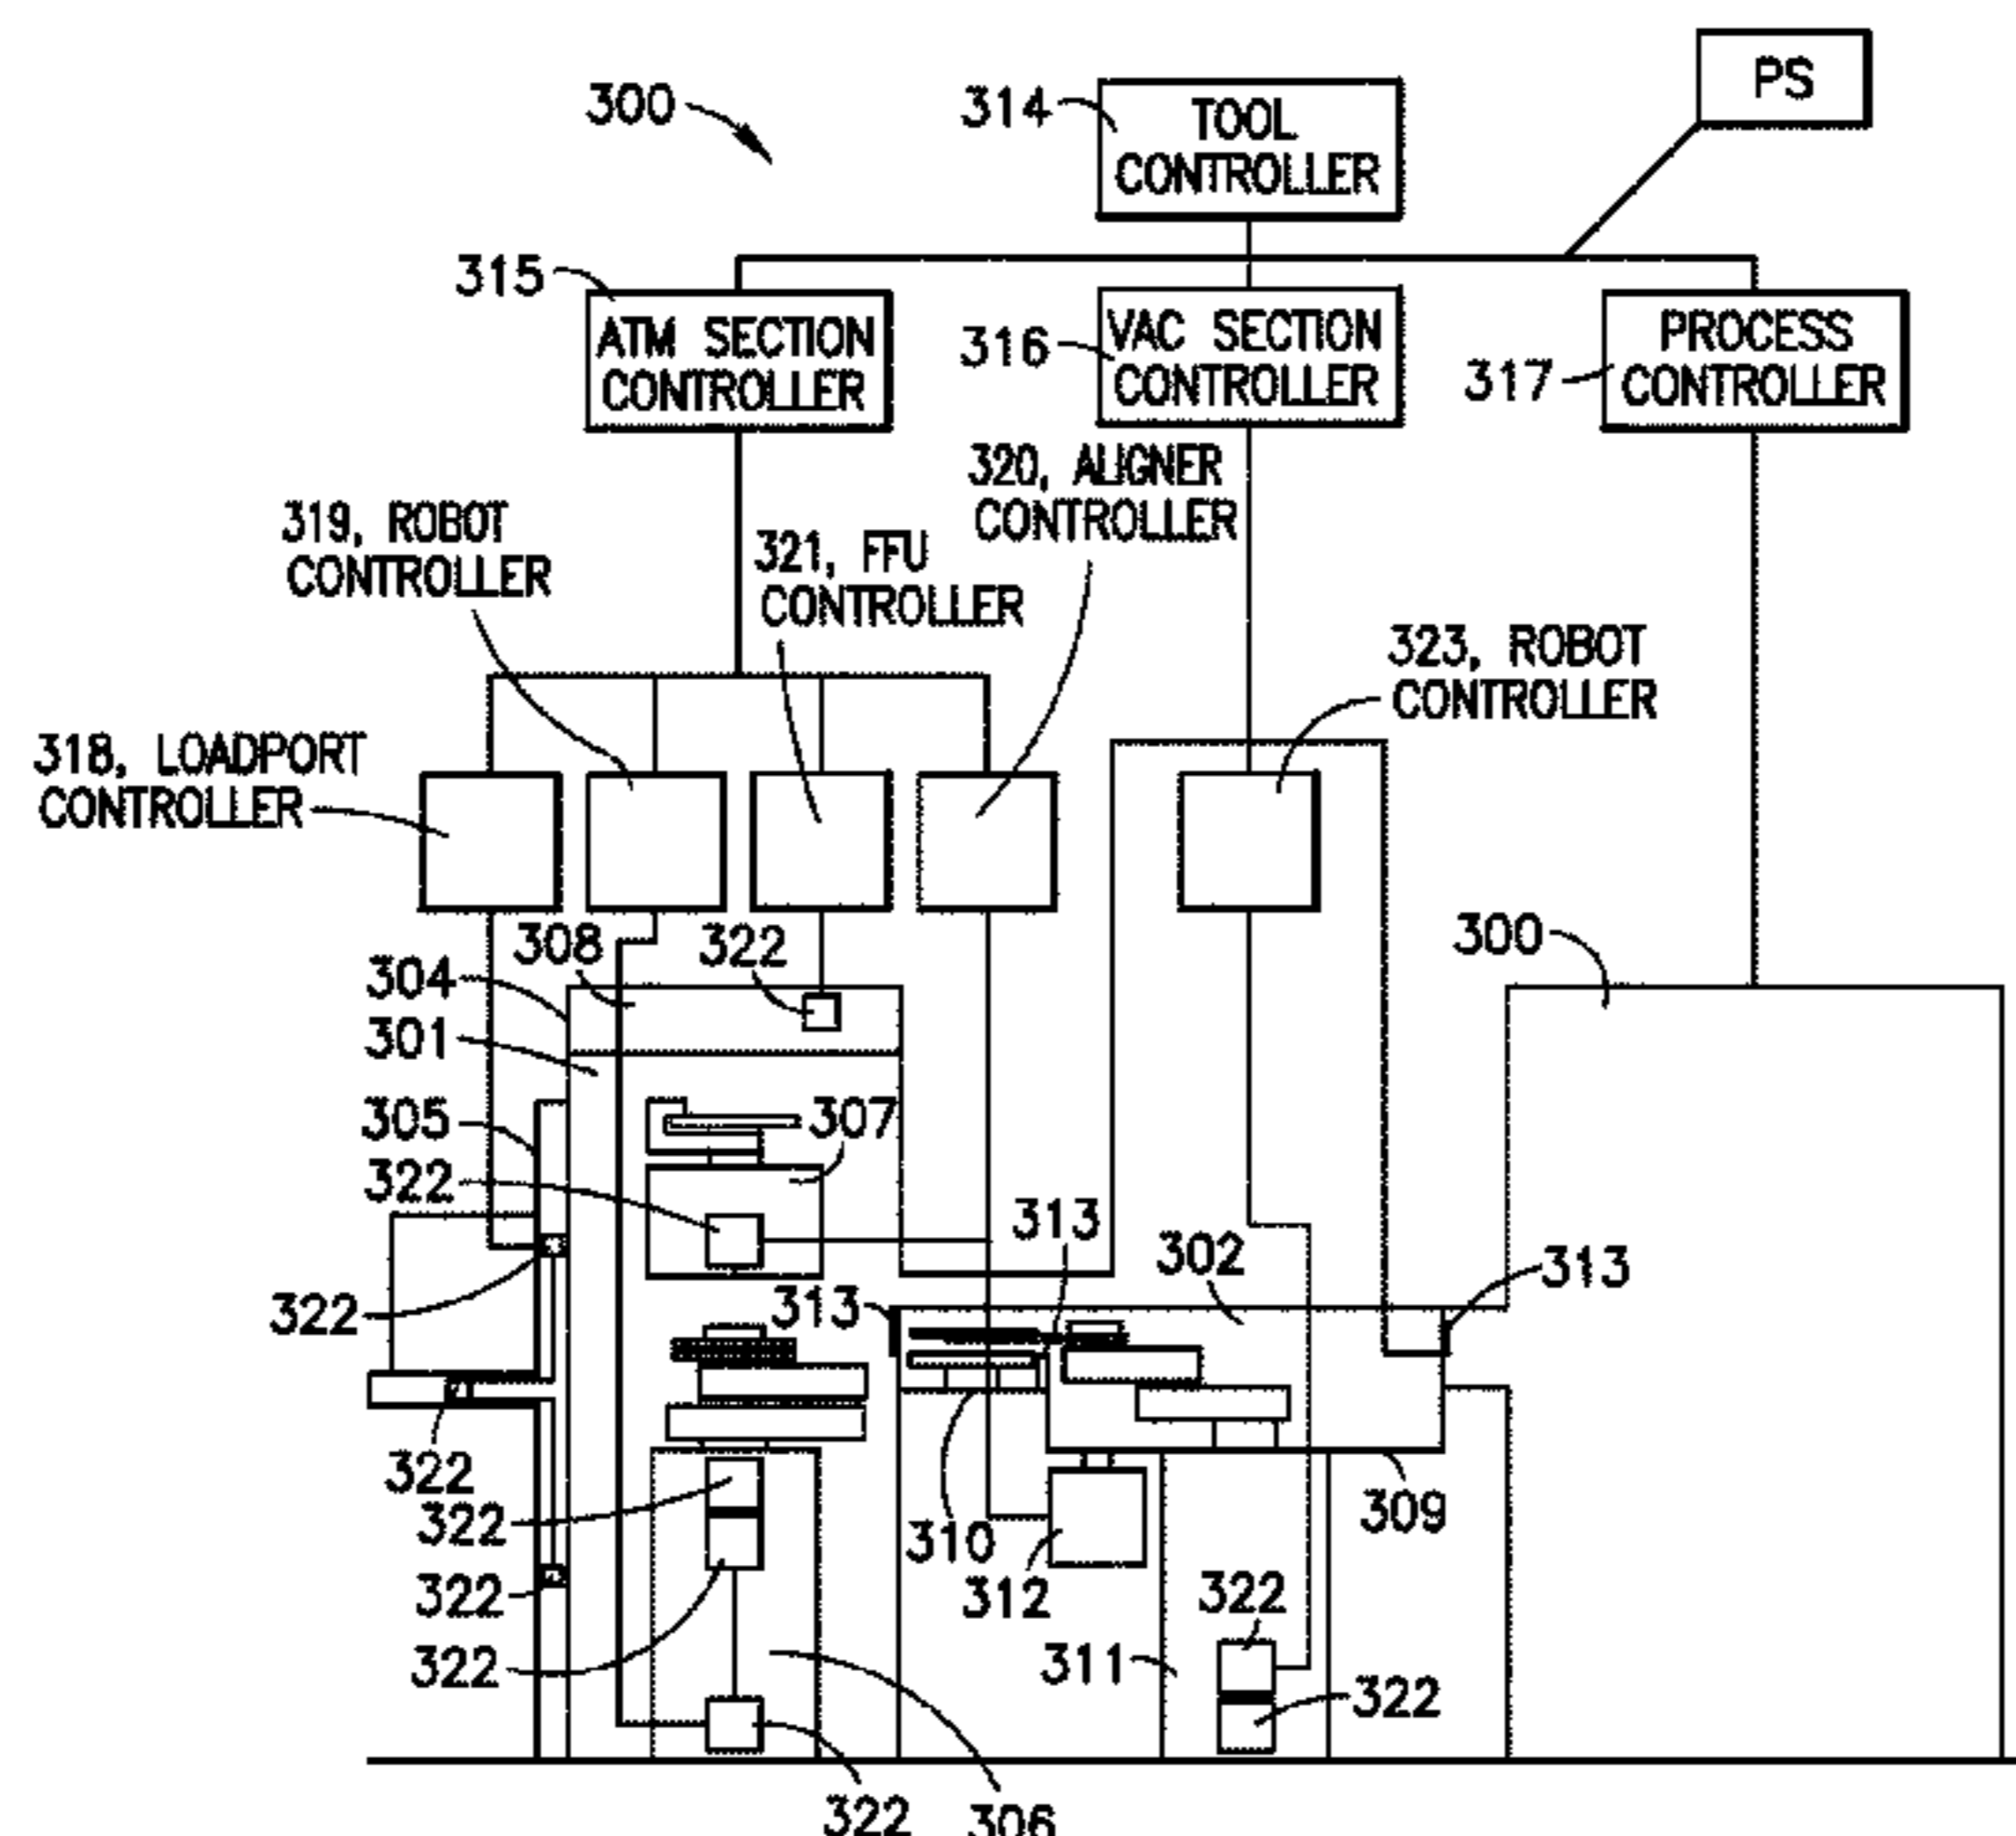 PS
300
314
TOOL
CONTROLLER
315
ATM SECTION
CONTROLLER
316
VAC SECTION
CONTROLLER
317
PROCESS
CONTROLLER
320, ALIGNER
CONTROLLER
319, ROBOT
CONTROLLER
321, FFU
CONTROLLER
323, ROBOT
CONTROLLER
318, LOADPORT
CONTROLLER
308
322
300
304
301
305
307
322
313
302
313
322
313
322
322
310
309
322
312
322
311
322
322
322
306